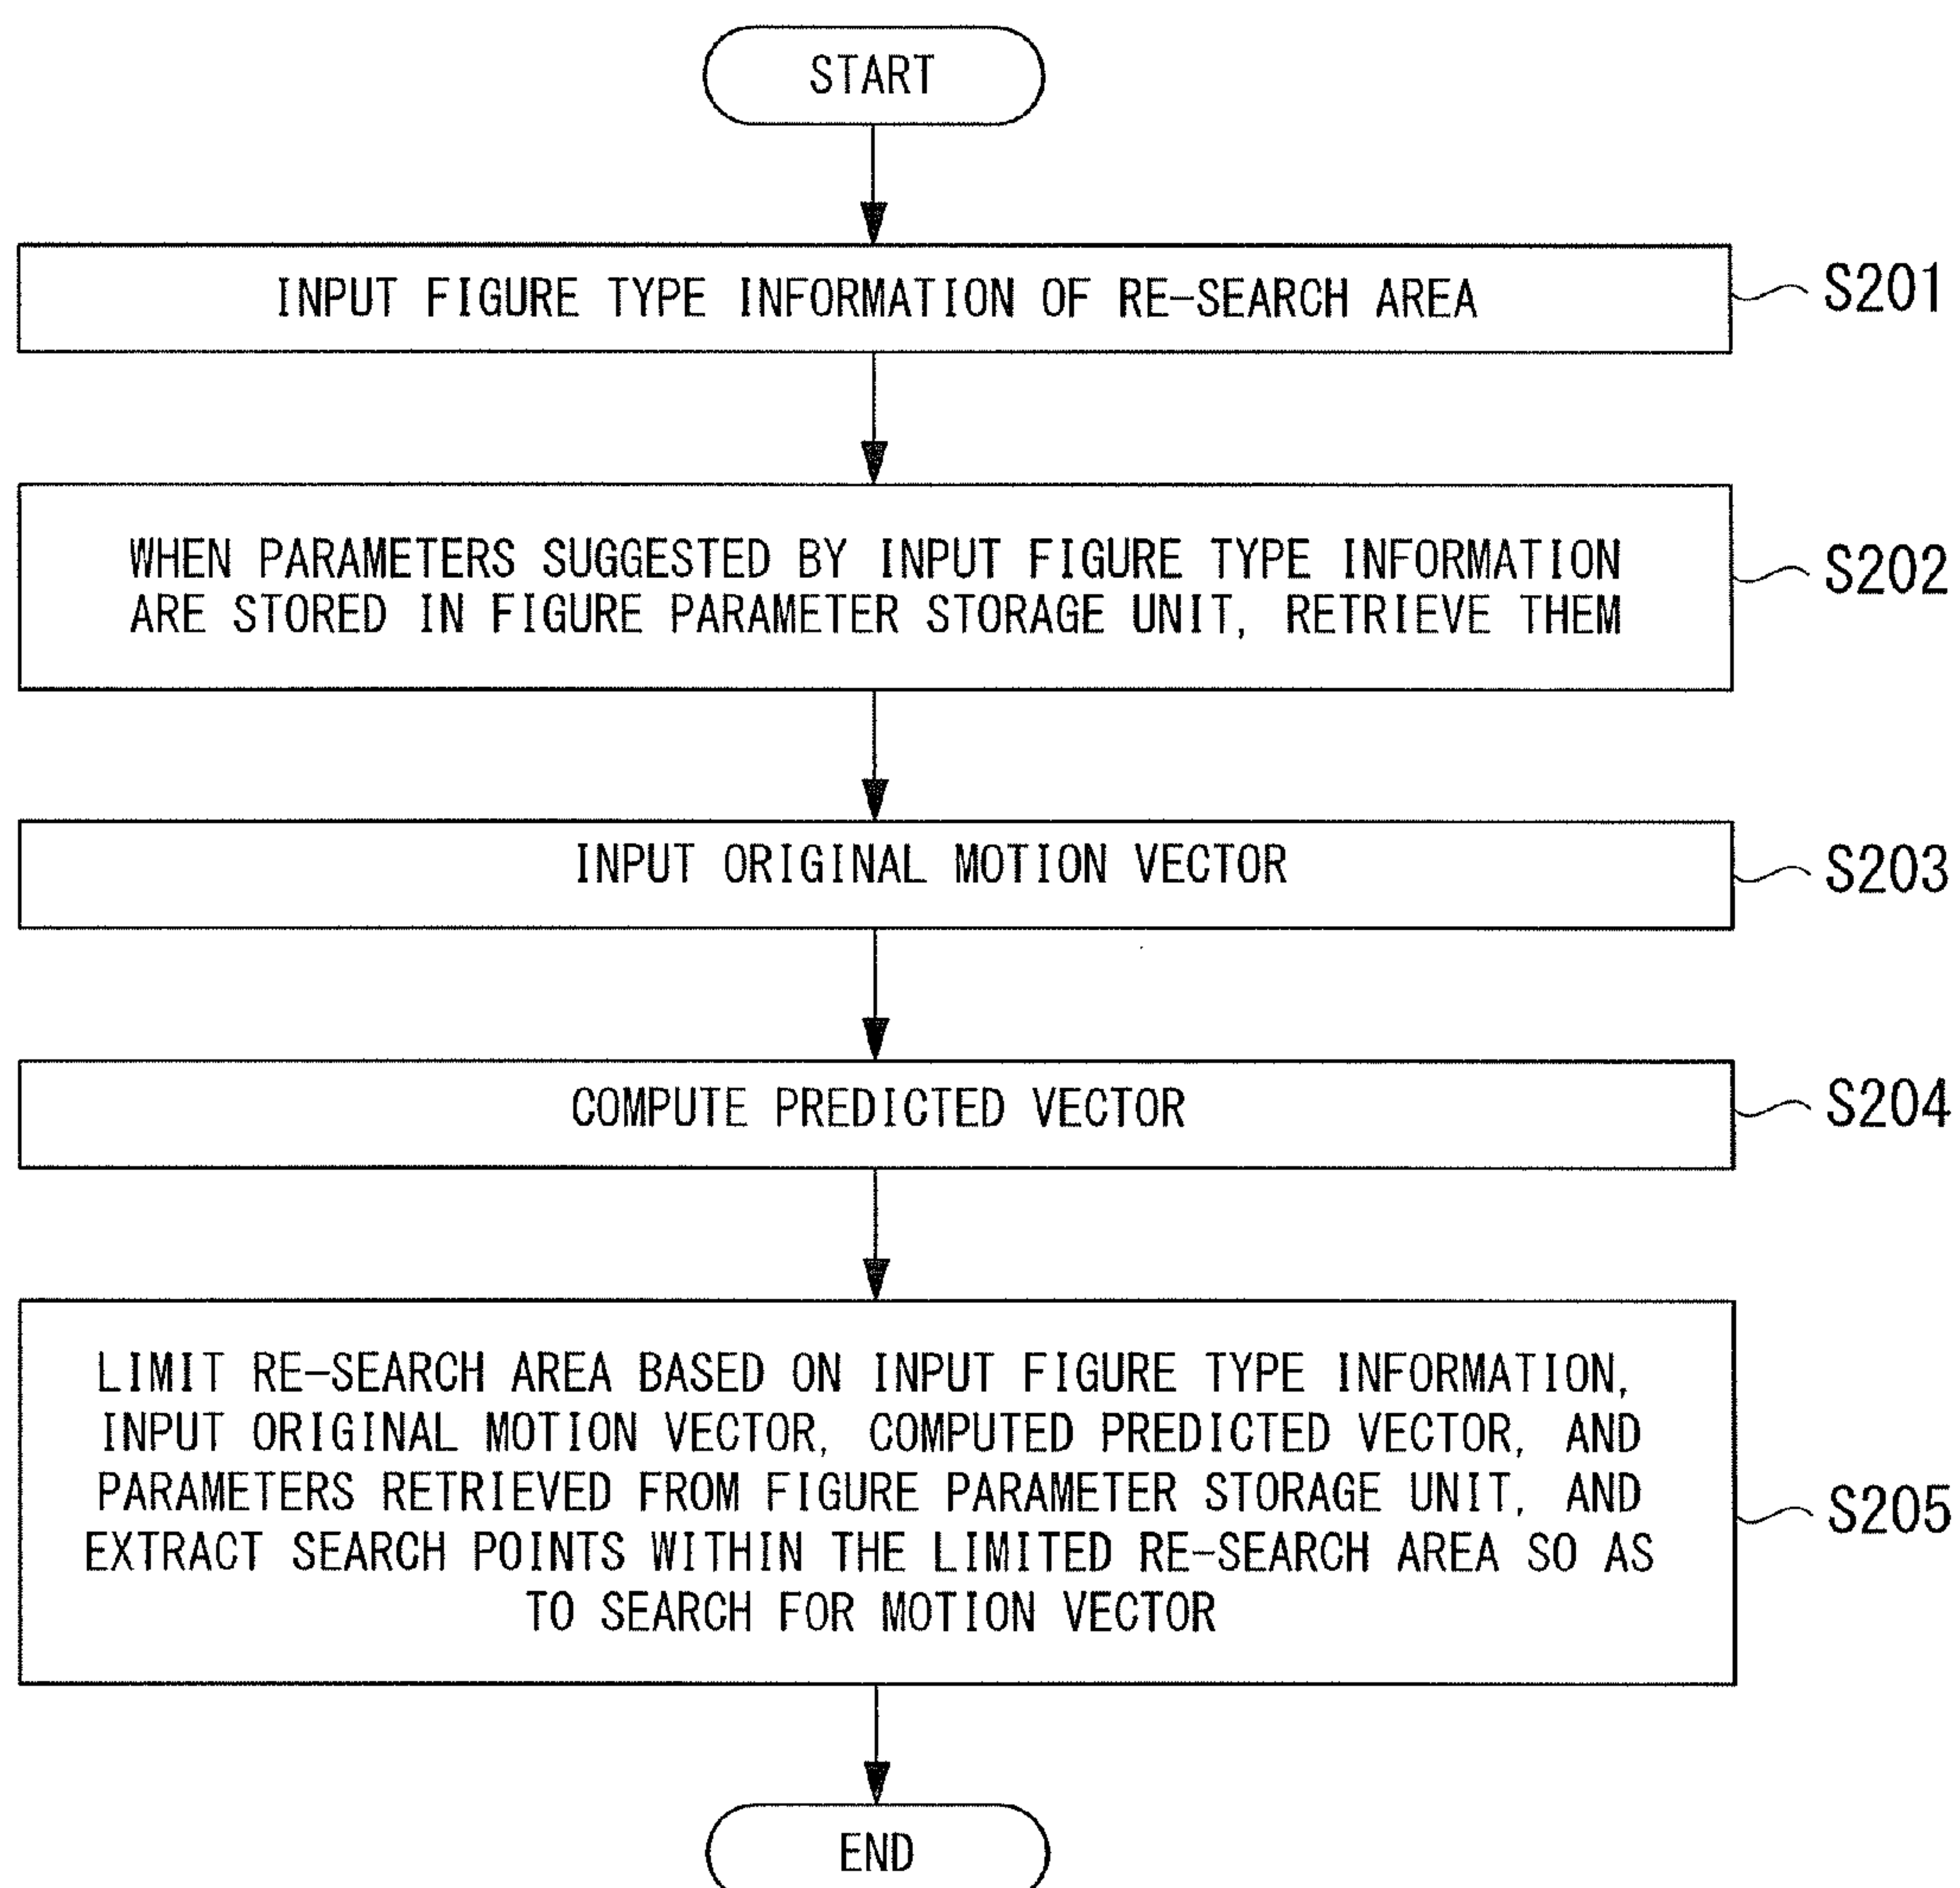 START
INPUT FIGURE TYPE INFORMATION OF RE-SEARCH AREA
S201
WHEN PARAMETERS SUGGESTED BY INPUT FIGURE TYPE INFORMATION
ARE STORED IN FIGURE PARAMETER STORAGE UNIT, RETRIEVE THEM
S202
INPUT ORIGINAL MOTION VECTOR
S203
COMPUTE PREDICTED VECTOR
S204
LIMIT RE-SEARCH AREA BASED ON INPUT FIGURE TYPE INFORMATION,
INPUT ORIGINAL MOTION VECTOR, COMPUTED PREDICTED VECTOR, AND
PARAMETERS RETRIEVED FROM FIGURE PARAMETER STORAGE UNIT, AND
EXTRACT SEARCH POINTS WITHIN THE LIMITED RE-SEARCH AREA SO AS
TO SEARCH FOR MOTION VECTOR
S205
END